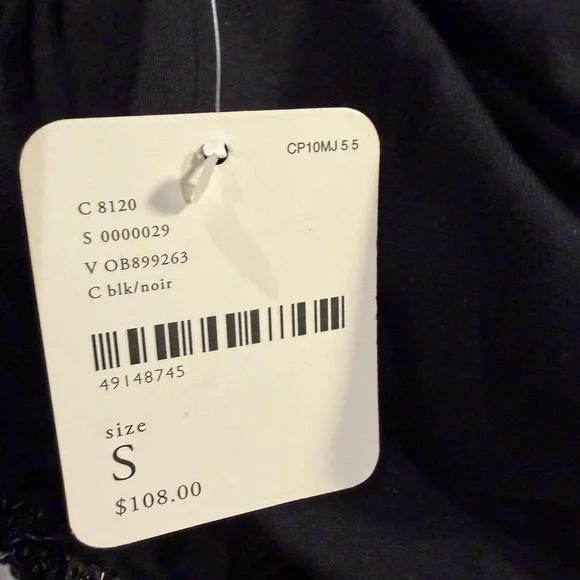 CP10MJ 5 5
C 8120
S 0000029
V OB899263
C blk/noir
49148745
size
S
$108.00